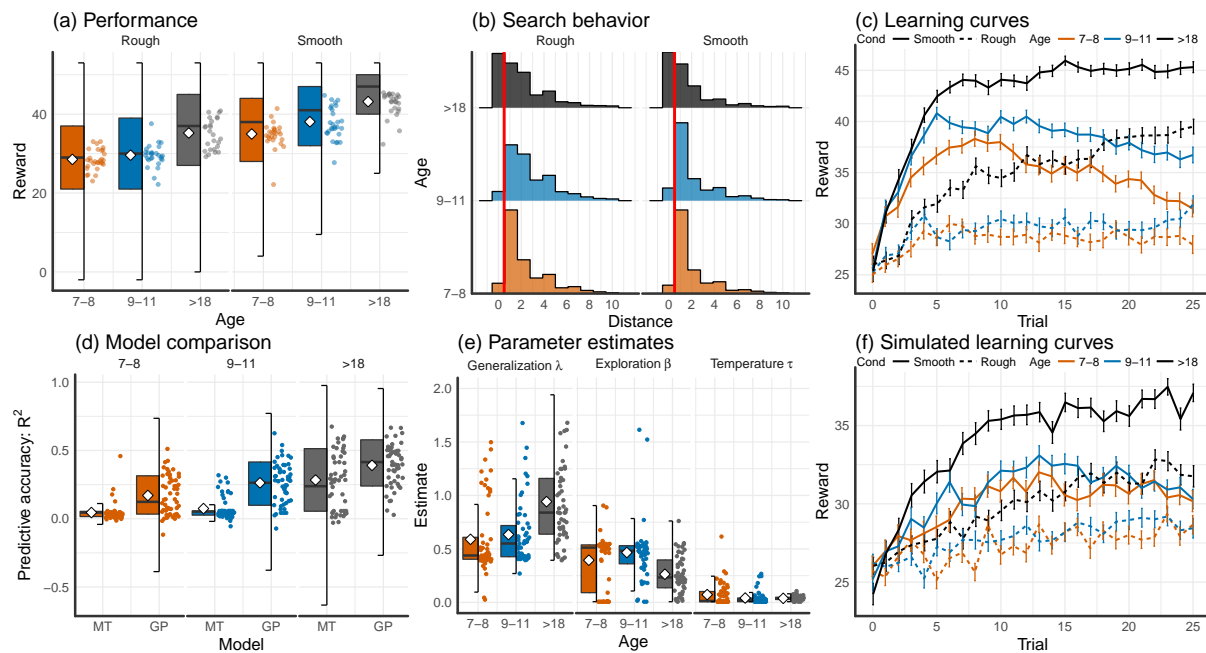 (a) Performance
Rough
Smooth
Reward
40
20
0
7−8
9−11
>18
7−8
9−11
>18
Age
(b) Search behavior
Rough
Smooth
Age
>18
9−11
7−8
0 2 4 6 8 10
0 2 4 6 8 10
Distance
(c) Learning curves
Cond Smooth Rough Age 7−8 9−11 >18
Reward
45
40
35
30
25
0 5 10 15 20 25
Trial
(d) Model comparison
7−8
9−11
>18
Predictive accuracy: R²
1.0
0.5
0.0
−0.5
MT GP
MT GP
MT GP
Model
(e) Parameter estimates
Generalization λ
Exploration β
Temperature τ
Estimate
2.0
1.5
1.0
0.5
0.0
7−8 9−11 >18
7−8 9−11 >18
7−8 9−11 >18
Age
(f) Simulated learning curves
Cond Smooth Rough Age 7−8 9−11 >18
Reward
35
30
25
0 5 10 15 20 25
Trial